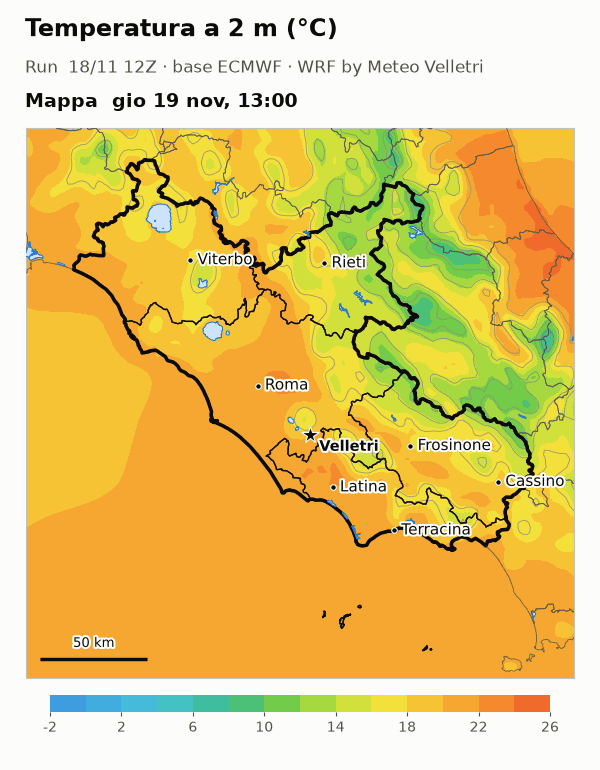 Temperatura a 2 m (°C)
Run  18/11 12Z · base ECMWF · WRF by Meteo Velletri
Mappa  gio 19 nov, 13:00
Viterbo
Rieti
Roma
Velletri
Frosinone
Latina
Cassino
Terracina
50 km
-2 2 6 10 14 18 22 26